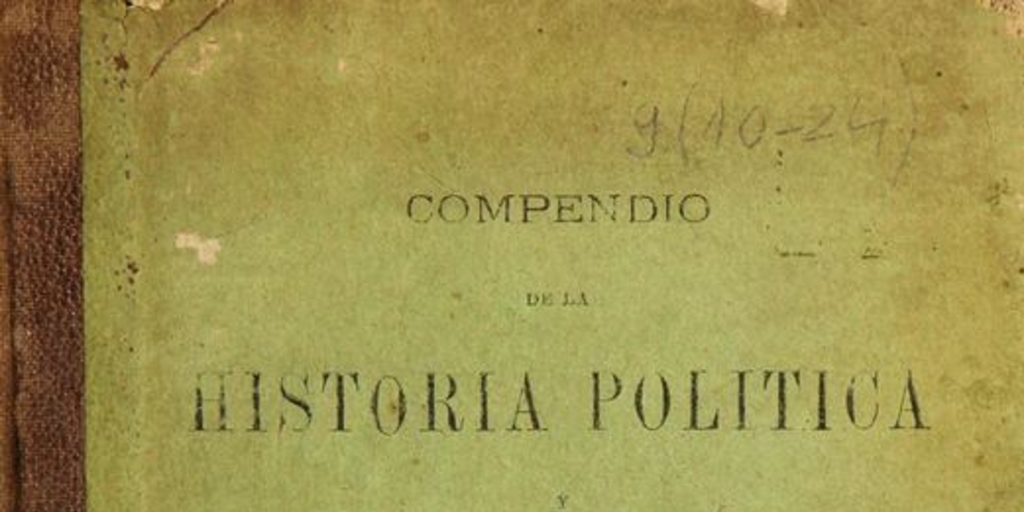 9(10-24)
COMPENDIO
DE LA
HISTORIA POLITICA
Y